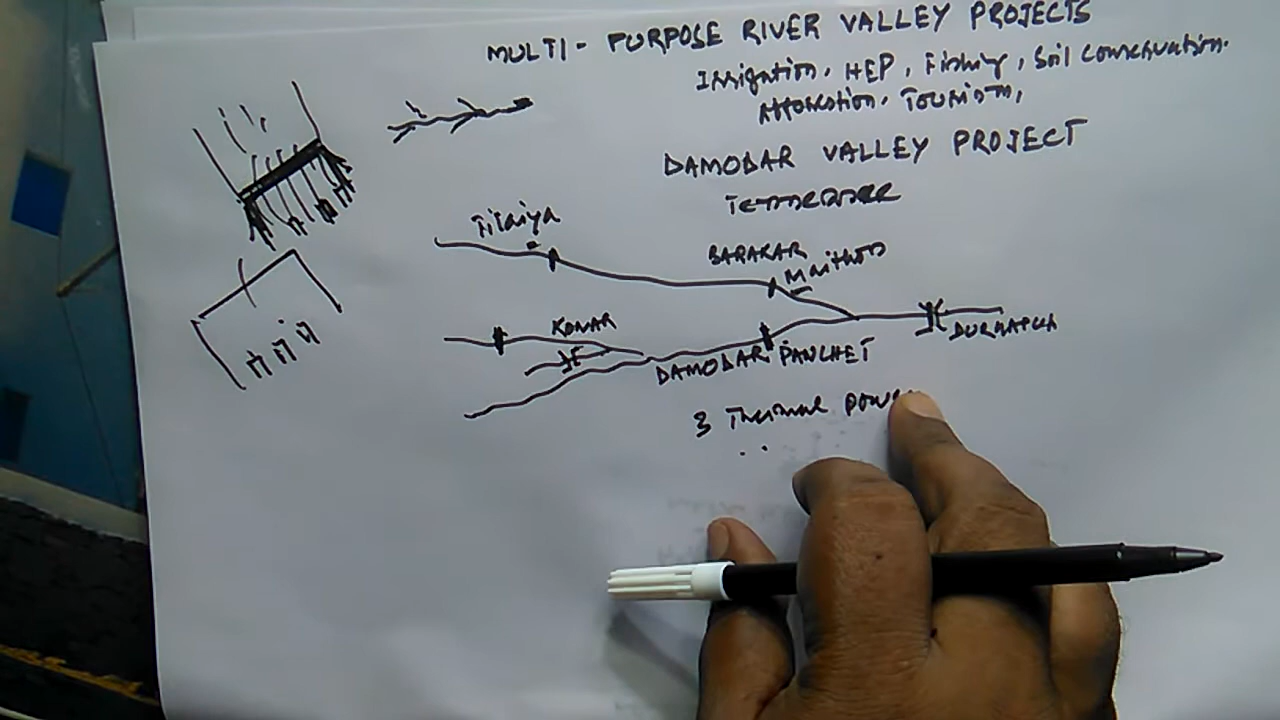 MULTI - PURPOSE RIVER VALLEY PROJECTS
Irrigation, HEP, Fishing, Soil Conservation.
Afforestation. Tourism,
DAMODAR VALLEY PROJECT
Tilaiya
BARAKAR
Maithon
KONAR
DURGAPUR
DAMODAR PANCHET
3 Thermal Power